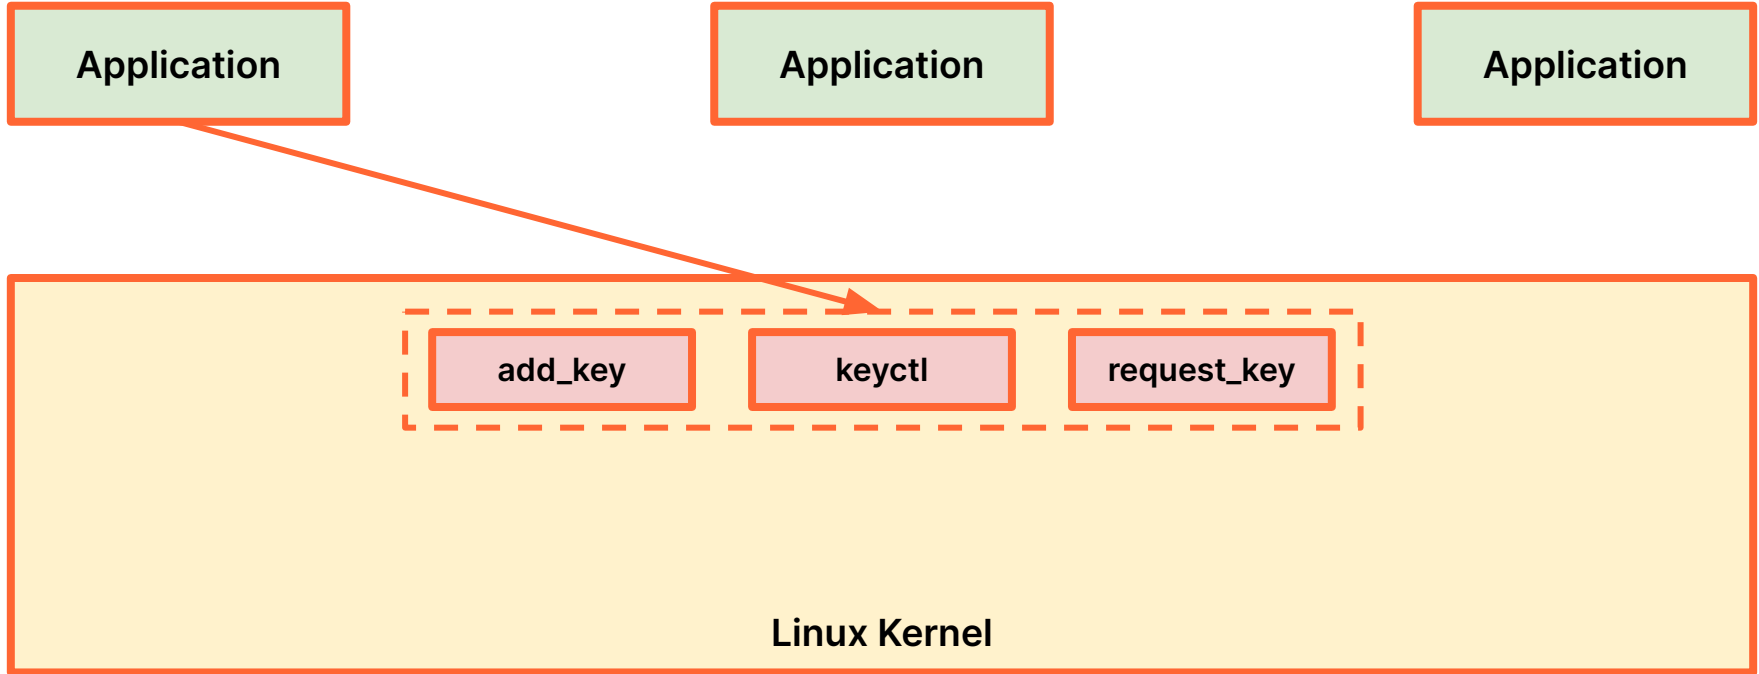 Application
Application
Application
add_key
keyctl
request_key
Linux Kernel